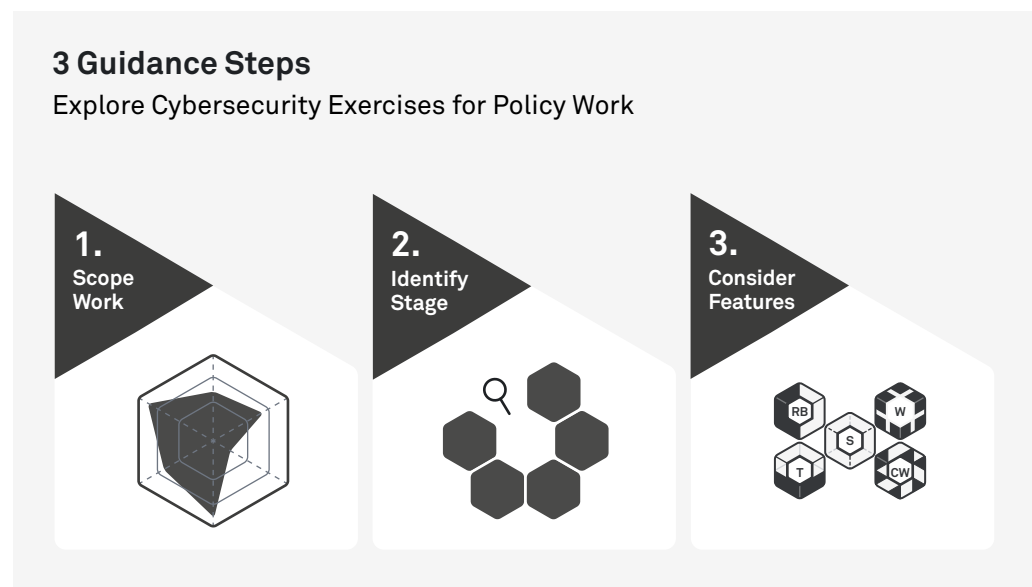 3 Guidance Steps
Explore Cybersecurity Exercises for Policy Work
1.
Scope
Work
2.
Identify
Stage
3.
Consider
Features
RB
W
S
T
CW